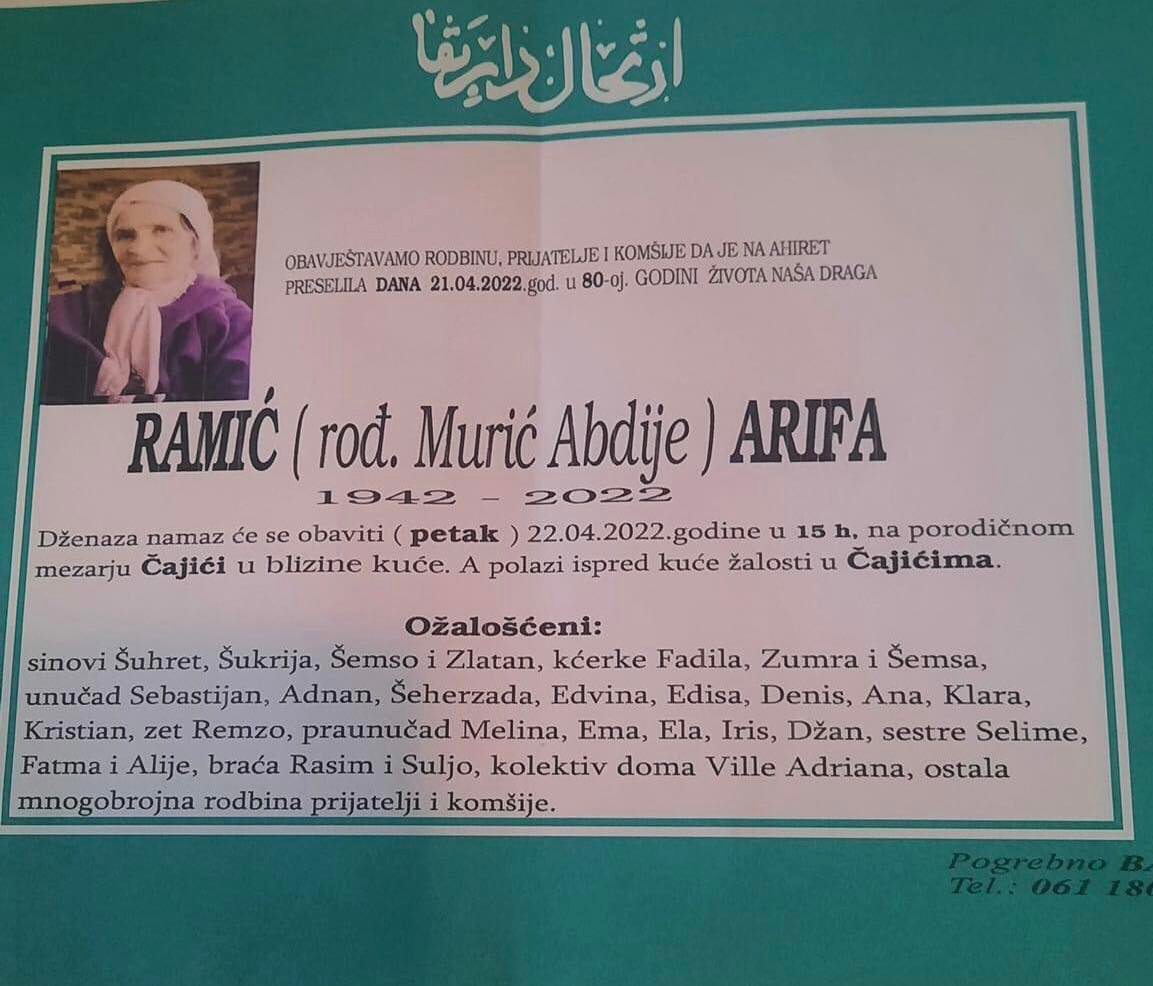 OBAVJEŠTAVAMO RODBINU, PRIJATELJE I KOMŠIJE DA JE NA AHIRET
PRESELILA DANA 21.04.2022.god. u 80-oj. GODINI ŽIVOTA NAŠA DRAGA
RAMIĆ ( rođ. Murić Abdije ) ARIFA
1942 - 2022
Dženaza namaz će se obaviti ( petak ) 22.04.2022.godine u 15 h, na porodičnom
mezarju Čajići u blizine kuće. A polazi ispred kuće žalosti u Čajićima.
Ožalošćeni:
sinovi Šuhret, Šukrija, Šemso i Zlatan, kćerke Fadila, Zumra i Šemsa,
unučad Sebastijan, Adnan, Šeherzada, Edvina, Edisa, Denis, Ana, Klara,
Kristian, zet Remzo, praunučad Melina, Ema, Ela, Iris, Džan, sestre Selime,
Fatma i Alije, braća Rasim i Suljo, kolektiv doma Ville Adriana, ostala
mnogobrojna rodbina prijatelji i komšije.
Pogrebno
Tel.: 061